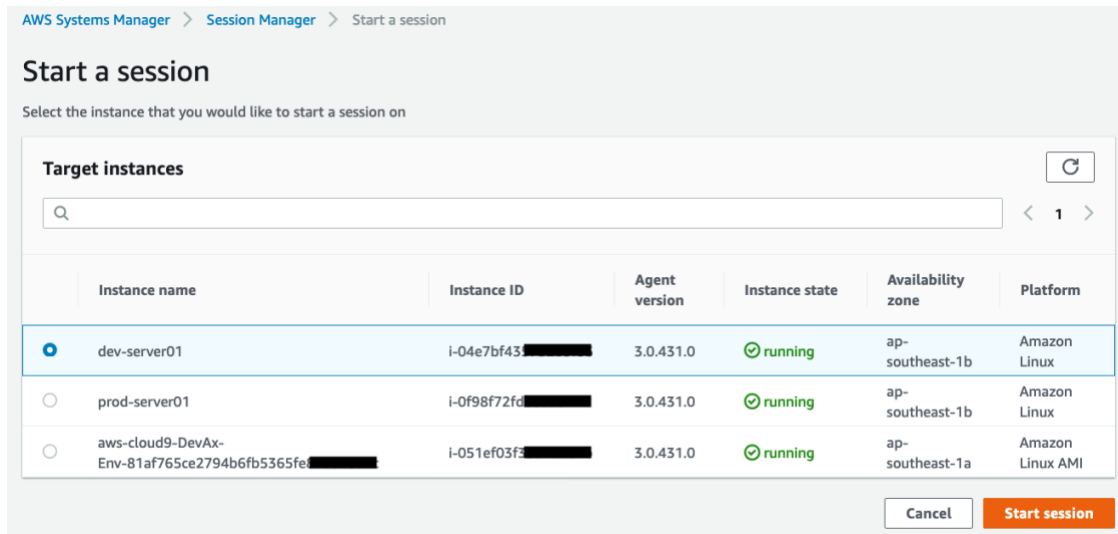 AWS Systems Manager > Session Manager > Start a session
Start a session
Select the instance that you would like to start a session on
Target instances
< 1 >
Instance name Instance ID Agent version Instance state Availability zone Platform
dev-server01 i-04e7bf43 3.0.431.0 running ap-southeast-1b Amazon Linux
prod-server01 i-0f98f72fd 3.0.431.0 running ap-southeast-1b Amazon Linux
aws-cloud9-DevAx-Env-81af765ce2794b6fb5365fe i-051ef03f3 3.0.431.0 running ap-southeast-1a Amazon Linux AMI
Cancel Start session